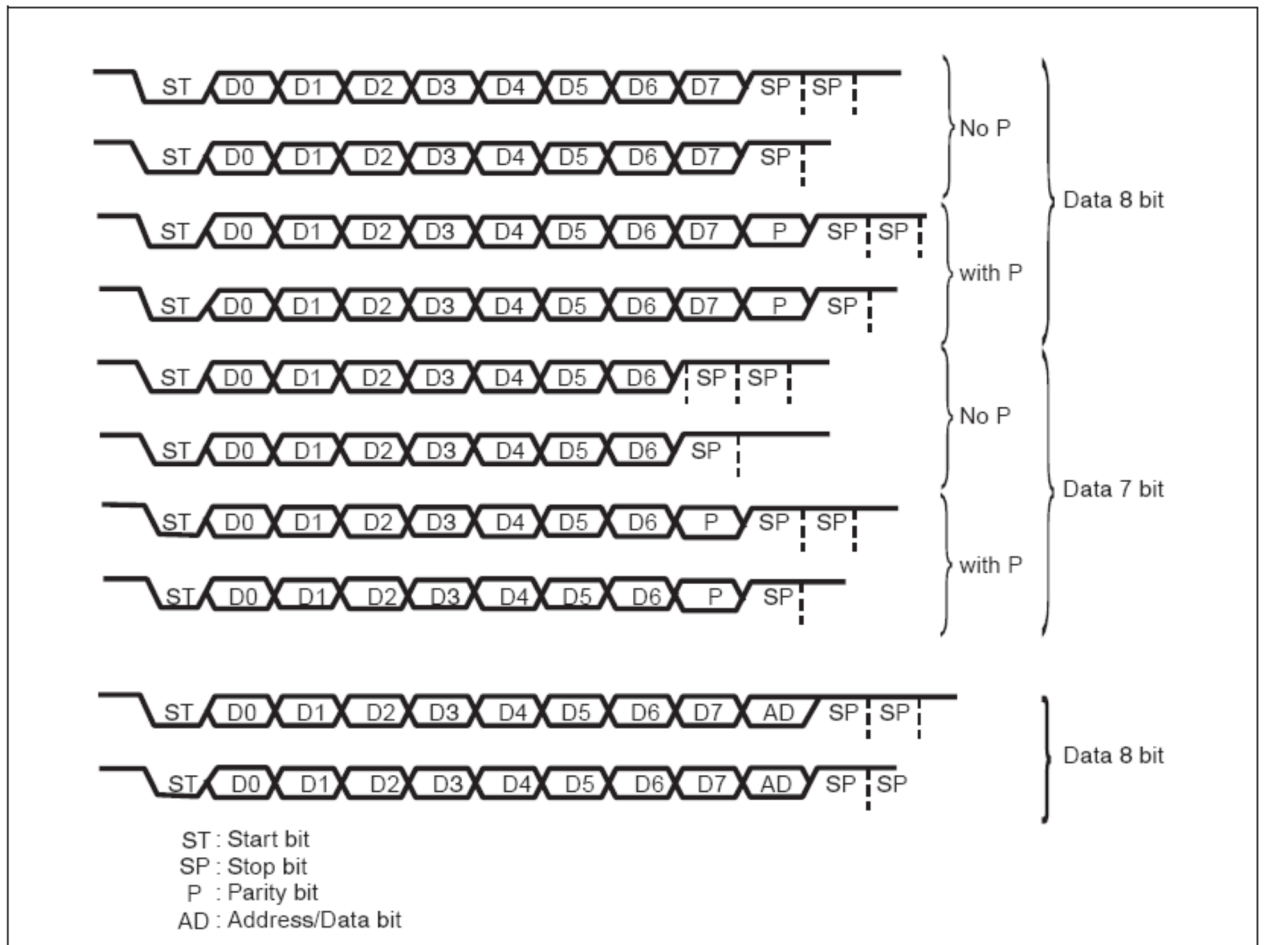 ST D0 D1 D2 D3 D4 D5 D6 D7 SP SP
No P
ST D0 D1 D2 D3 D4 D5 D6 D7 SP
Data 8 bit
ST D0 D1 D2 D3 D4 D5 D6 D7 P SP SP
with P
ST D0 D1 D2 D3 D4 D5 D6 D7 P SP
ST D0 D1 D2 D3 D4 D5 D6 SP SP
No P
ST D0 D1 D2 D3 D4 D5 D6 SP
Data 7 bit
ST D0 D1 D2 D3 D4 D5 D6 P SP SP
with P
ST D0 D1 D2 D3 D4 D5 D6 P SP
ST D0 D1 D2 D3 D4 D5 D6 D7 AD SP SP
Data 8 bit
ST D0 D1 D2 D3 D4 D5 D6 D7 AD SP SP
ST : Start bit
SP : Stop bit
P : Parity bit
AD : Address/Data bit